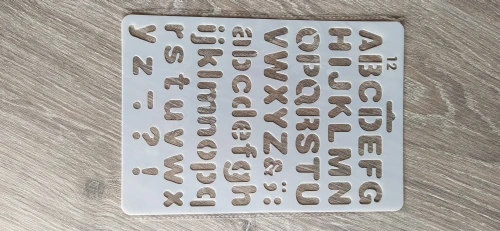 12
ABCDEFG
HIJKLMN
OPQRSTU
VWXYZ&;:
abcdefgh
ijklmnopq
rstuvwx
yz-?!